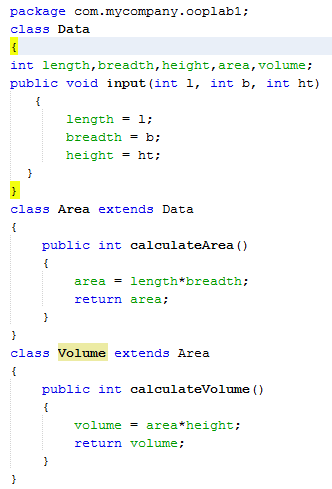 package com.mycompany.ooplab1;
class Data
{
int length,breadth,height,area,volume;
public void input(int l, int b, int ht)
{
length = l;
breadth = b;
height = ht;
}
}
class Area extends Data
{
public int calculateArea()
{
area = length*breadth;
return area;
}
}
class Volume extends Area
{
public int calculateVolume()
{
volume = area*height;
return volume;
}
}